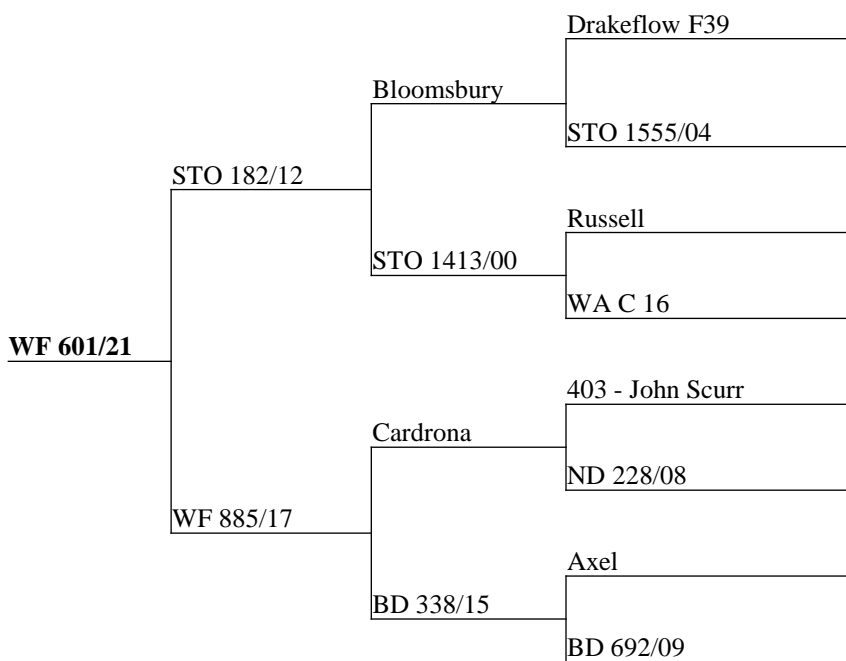 Drakeflow F39
Bloomsbury
STO 1555/04
STO 182/12
Russell
STO 1413/00
WA C 16
WF 601/21
403 - John Scurr
Cardrona
ND 228/08
WF 885/17
Axel
BD 338/15
BD 692/09